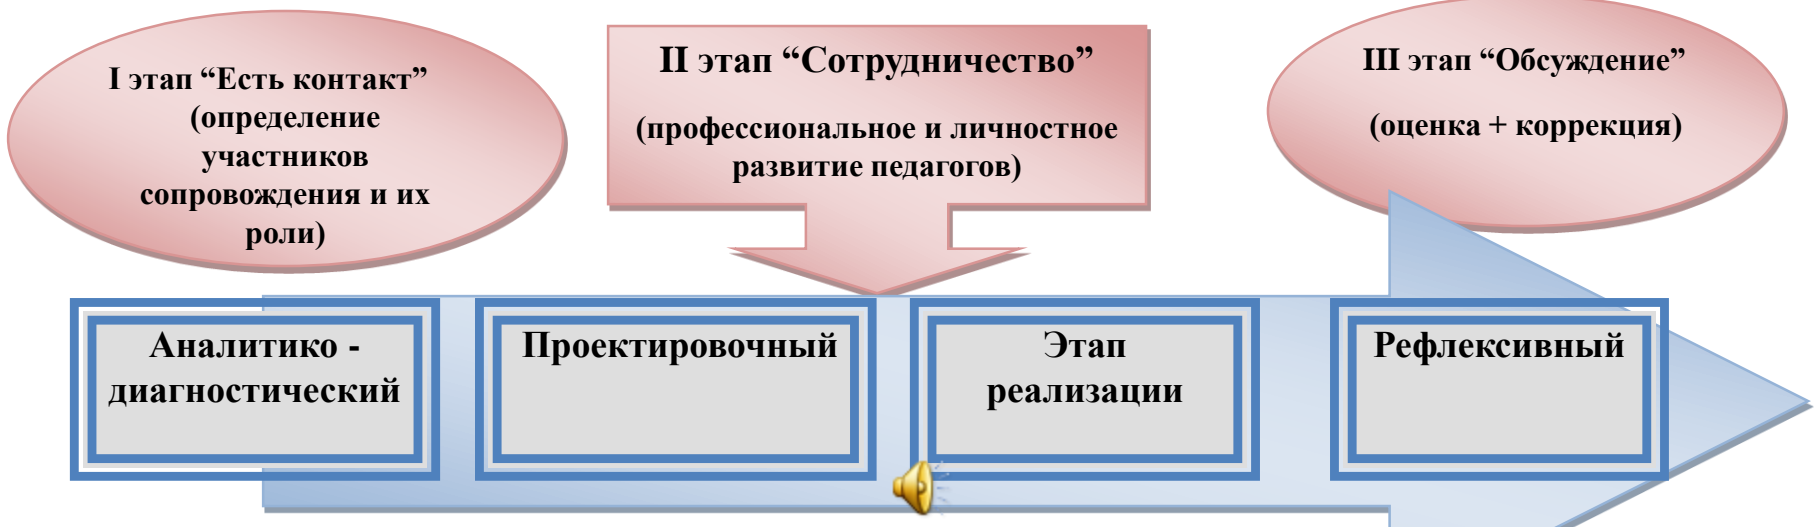 I этап “Есть контакт”
(определение
участников
сопровождения и их
роли)
II этап “Сотрудничество”
(профессиональное и личностное
развитие педагогов)
III этап “Обсуждение”
(оценка + коррекция)
Аналитико -
диагностический
Проектировочный
Этап
реализации
Рефлексивный